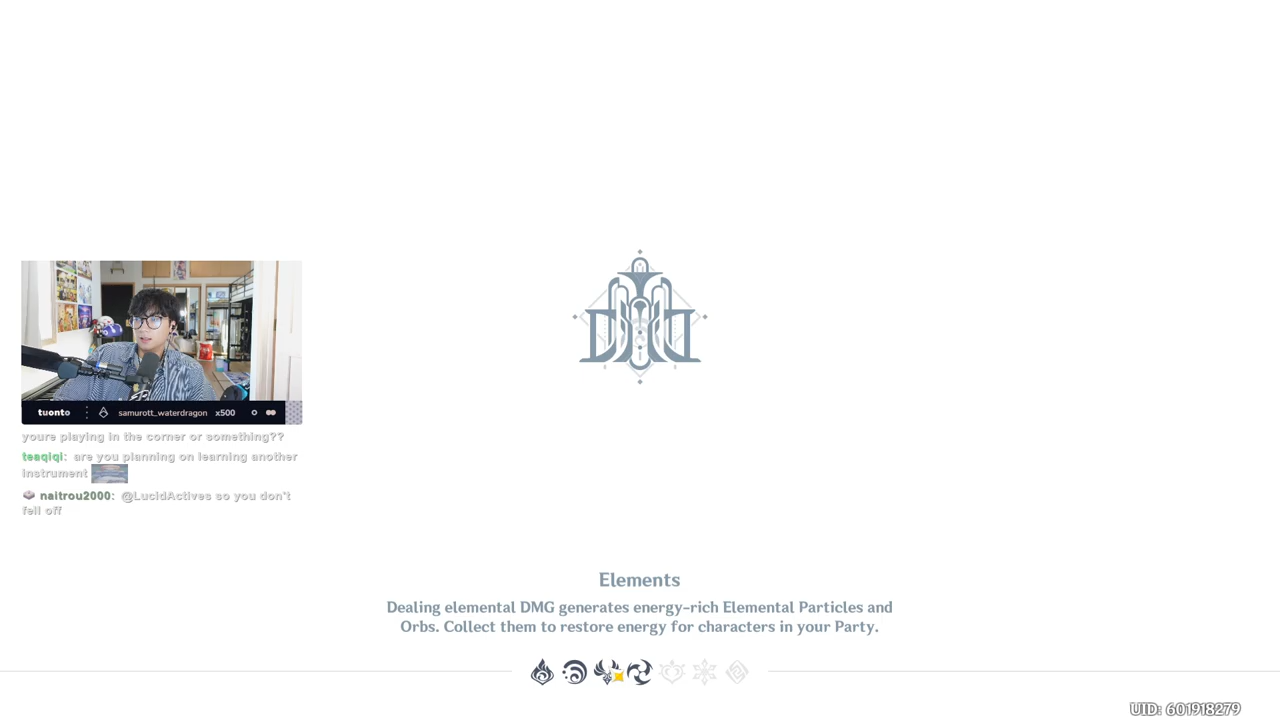 tuonto
samurott_waterdragon x500
youre playing in the corner or something??
teaqiqi: are you planning on learning another
instrument
naitrou2000: @LucidActives so you don't
fell off
Elements
Dealing elemental DMG generates energy-rich Elemental Particles and
Orbs. Collect them to restore energy for characters in your Party.
UID: 601918279